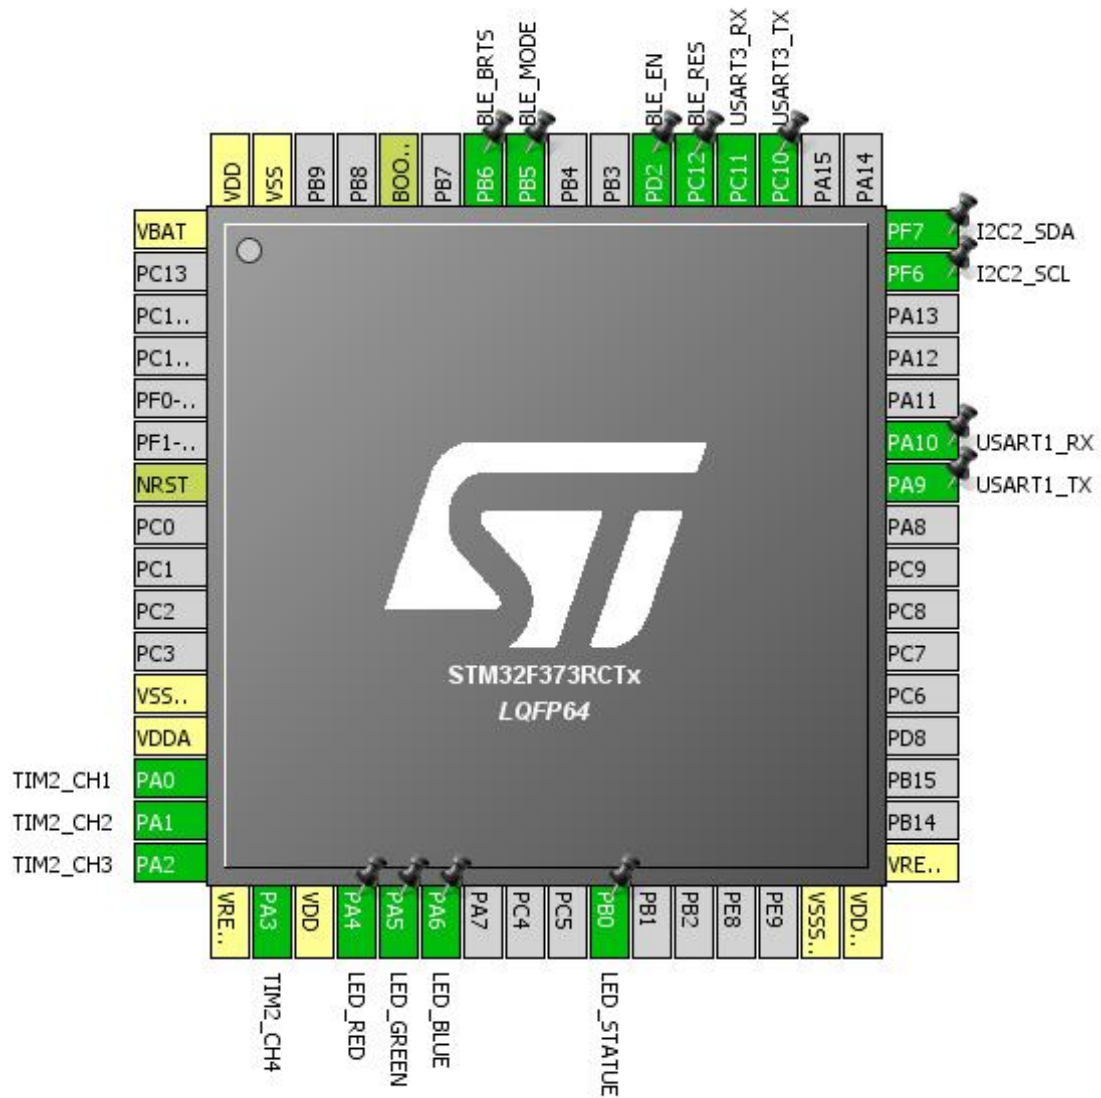 BLE_BRTS
BLE_MODE
BLE_EN
BLE_RES
USART3_RX
USART3_TX
VDD
VSS
PB9
PB8
BOO..
PB7
PB6
PB5
PB4
PB3
PD2
PC12
PC11
PC10
PA15
PA14
VBAT
PC13
PC1..
PC1..
PF0-..
PF1-..
NRST
PC0
PC1
PC2
PC3
VSS..
VDDA
TIM2_CH1 PA0
TIM2_CH2 PA1
TIM2_CH3 PA2
ST
STM32F373RCTx
LQFP64
PF7 I2C2_SDA
PF6 I2C2_SCL
PA13
PA12
PA11
PA10 USART1_RX
PA9 USART1_TX
PA8
PC9
PC8
PC7
PC6
PD8
PB15
PB14
VRE..
VRE..
PA3
VDD
PA4
PA5
PA6
PA7
PC4
PC5
PB0
PB1
PB2
PE8
PE9
VSSS..
VDD..
TIM2_CH4
LED_RED
LED_GREEN
LED_BLUE
LED_STATUE